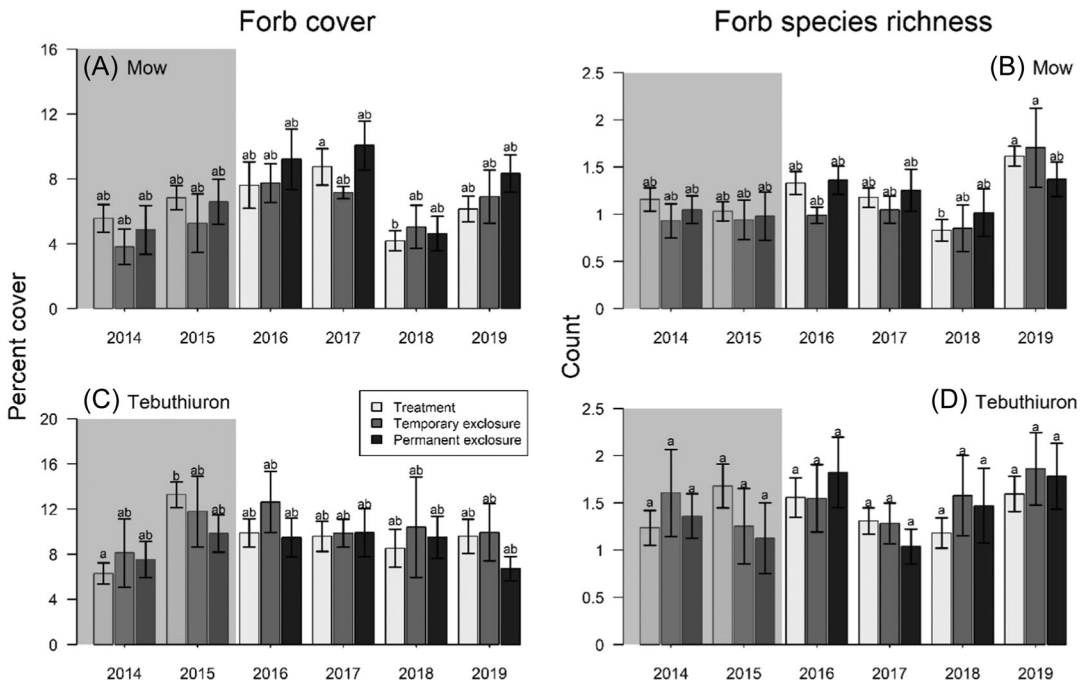 Forb cover
Forb species richness
Percent cover
(A) Mow
16
12
8
4
0
ab ab ab ab ab ab ab ab ab a ab ab b ab ab ab ab ab
2014 2015 2016 2017 2018 2019
Count
(B) Mow
2.5
2
1.5
1
0.5
0
ab ab ab ab ab ab ab ab ab ab ab ab b ab ab a a ab
2014 2015 2016 2017 2018 2019
(C) Tebuthiuron
Treatment
Temporary exclosure
Permanent exclosure
20
16
12
8
4
0
a ab ab b ab ab ab ab ab ab ab ab ab ab ab ab ab ab
2014 2015 2016 2017 2018 2019
(D) Tebuthiuron
2.5
2
1.5
1
0.5
0
a a a a a a a a a a a a a a a a a a
2014 2015 2016 2017 2018 2019